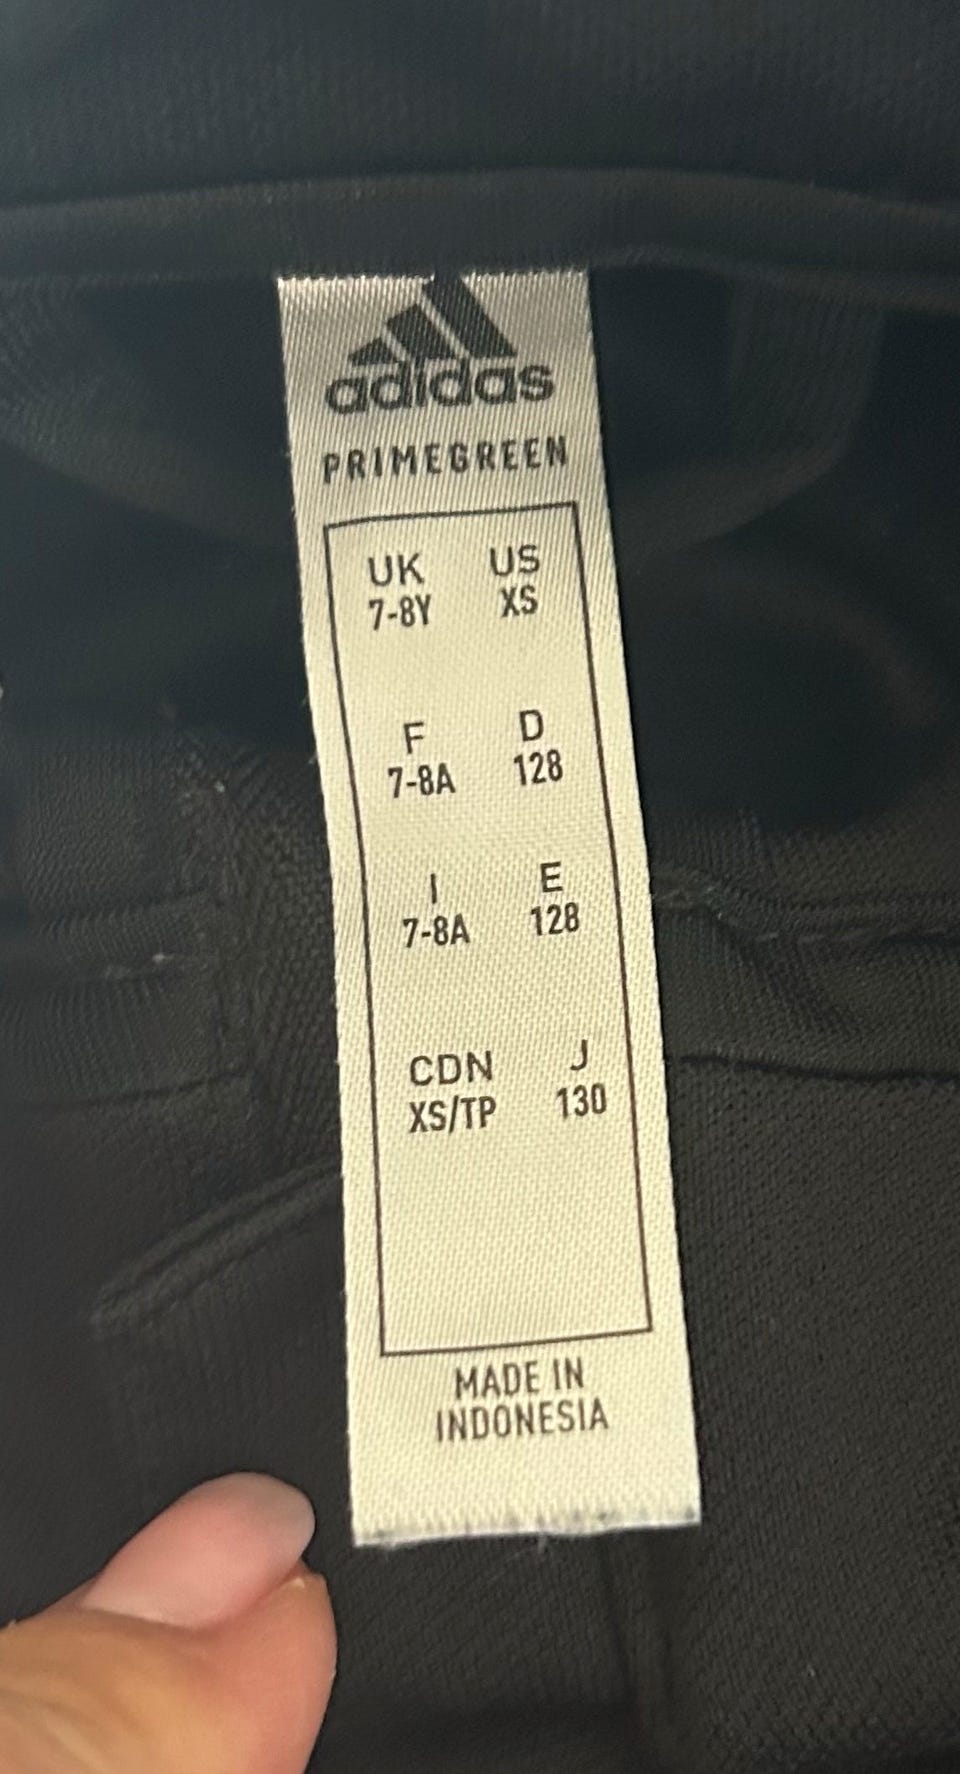 adidas
PRIMEGREEN
UK US
7-8Y XS
F D
7-8A 128
I E
7-8A 128
CDN J
XS/TP 130
MADE IN
INDONESIA